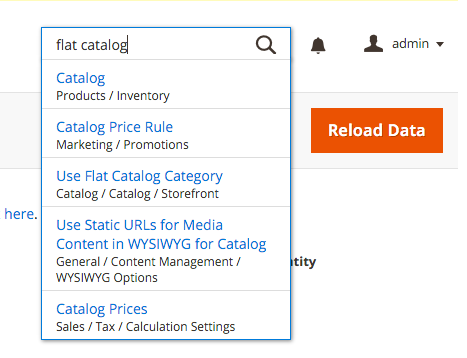 flat catalog
admin
Catalog
Products / Inventory
Catalog Price Rule
Marketing / Promotions
Reload Data
Use Flat Catalog Category
Catalog / Catalog / Storefront
here.
Use Static URLs for Media
Content in WYSIWYG for Catalog
General / Content Management /
WYSIWYG Options
Catalog Prices
Sales / Tax / Calculation Settings